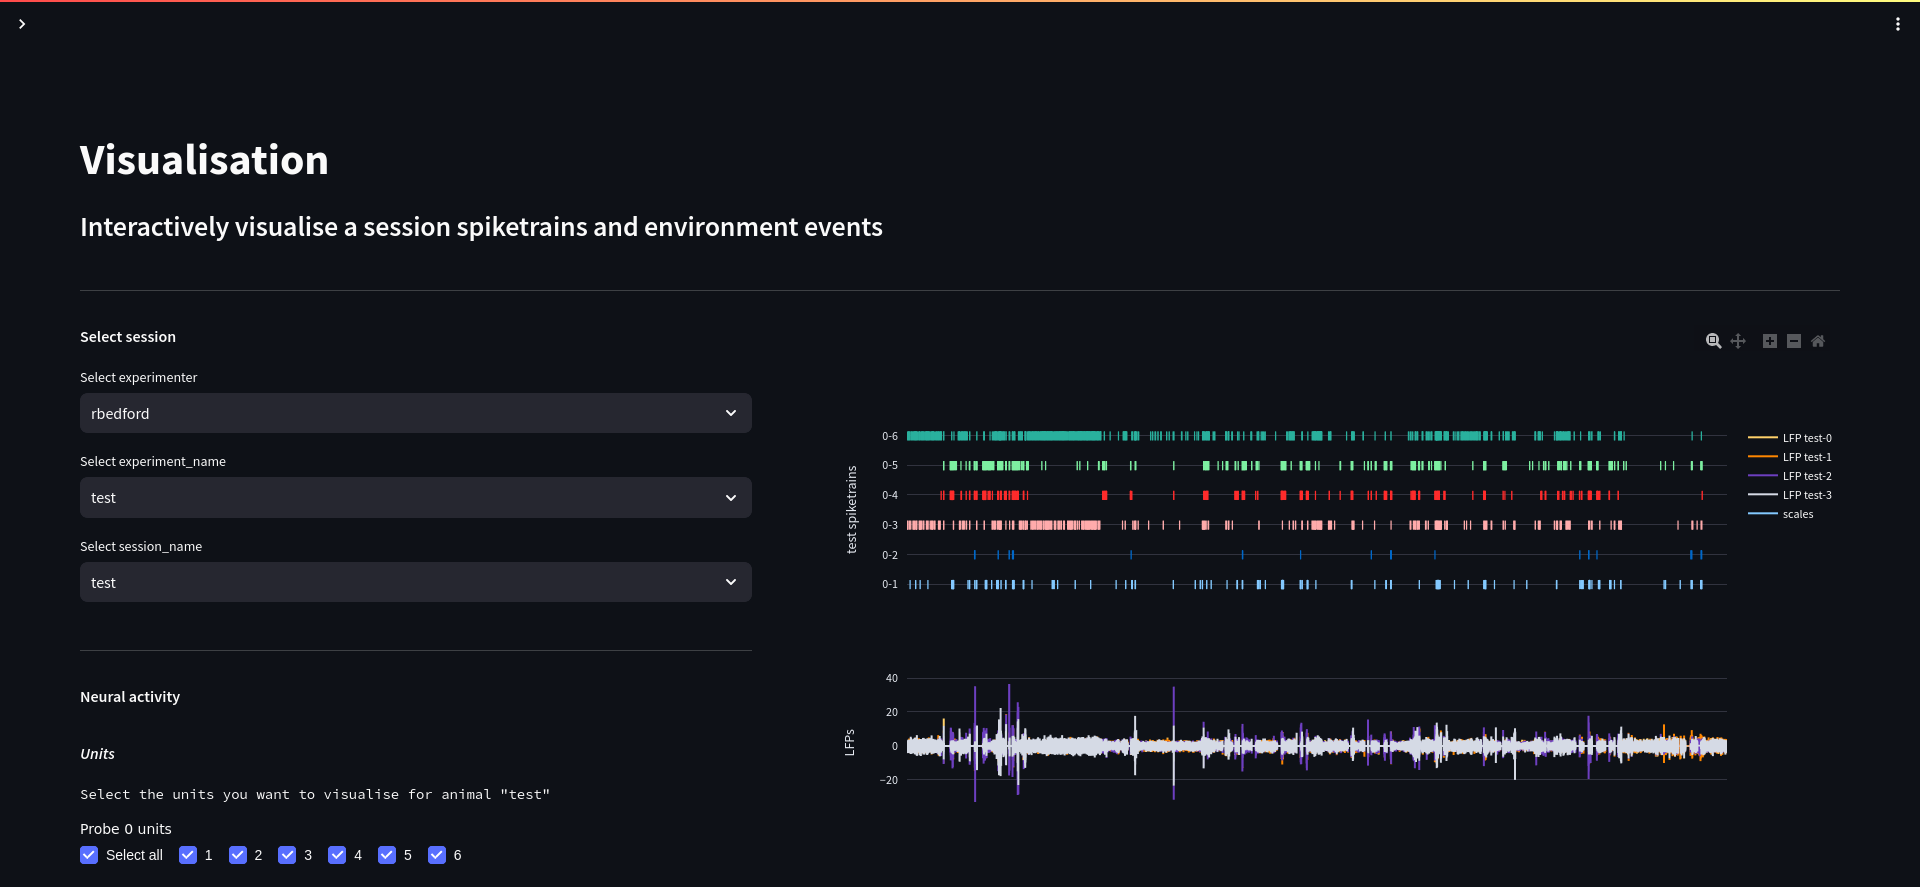 Visualisation
Interactively visualise a session spiketrains and environment events
Select session
Select experimenter
rbedford
Select experiment_name
test
Select session_name
test
Neural activity
Units
Select the units you want to visualise for animal "test"
Probe 0 units
Select all 1 2 3 4 5 6
test spiketrains
0-6
0-5
0-4
0-3
0-2
0-1
LFP test-0
LFP test-1
LFP test-2
LFP test-3
scales
LFPs
40
20
0
−20